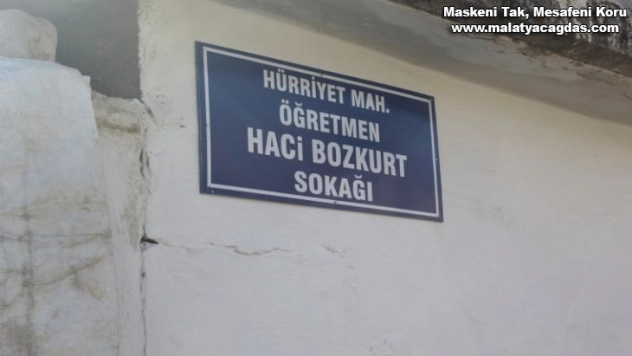 Maskeni Tak, Mesafeni Koru
www.malatyacagdas.com
HÜRRİYET MAH.
ÖĞRETMEN
HACİ BOZKURT
SOKAĞI